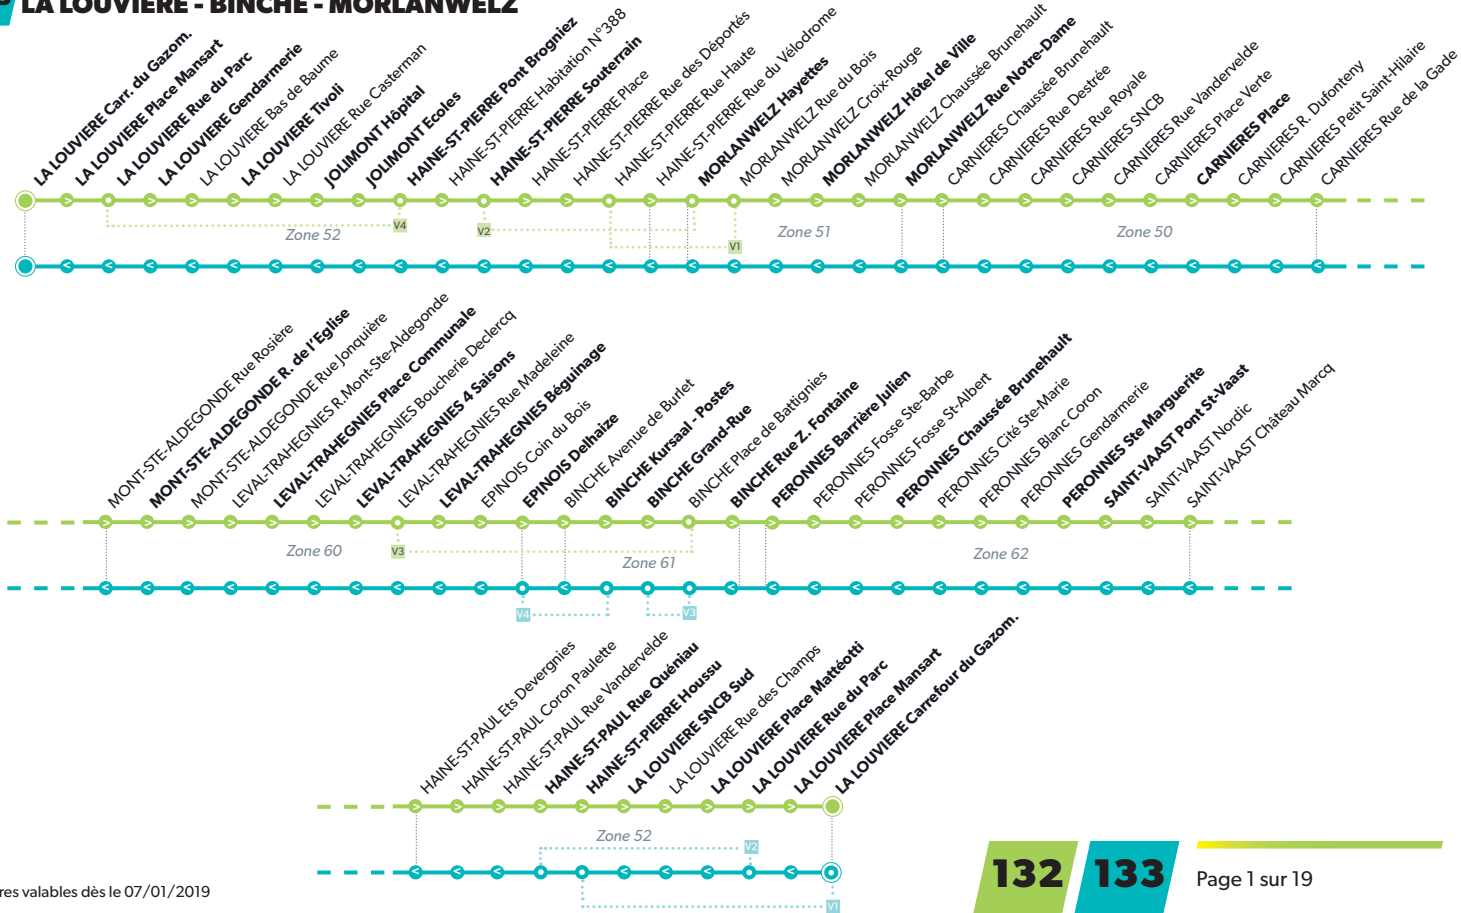 LA LOUVIERE - BINCHE - MORLANWELZ
LA LOUVIERE Carr. du Gazom.
LA LOUVIERE Place Mansart
LA LOUVIERE Rue du Parc
LA LOUVIERE Gendarmerie
LA LOUVIERE Bas de Baume
LA LOUVIERE Tivoli
LA LOUVIERE Rue Casterman
JOLIMONT Hôpital
JOLIMONT Ecoles
HAINE-ST-PIERRE Pont Brogniez
HAINE-ST-PIERRE Habitation N°388
HAINE-ST-PIERRE Souterrain
HAINE-ST-PIERRE Place
HAINE-ST-PIERRE Rue des Déportés
HAINE-ST-PIERRE Rue Haute
HAINE-ST-PIERRE Rue du Vélodrome
MORLANWELZ Hayettes
MORLANWELZ Rue du Bois
MORLANWELZ Croix-Rouge
MORLANWELZ Hôtel de Ville
MORLANWELZ Chaussée Brunehault
MORLANWELZ Rue Notre-Dame
CARNIERES Chaussée Brunehault
CARNIERES Rue Destrée
CARNIERES Rue Royale
CARNIERES SNCB
CARNIERES Rue Vandervelde
CARNIERES Place Verte
CARNIERES Place
CARNIERES R. Dufonteny
CARNIERES Petit Saint-Hilaire
CARNIERES Rue de la Gade
V4
V2
V1
Zone 52
Zone 51
Zone 50
MONT-STE-ALDEGONDE Rue Rosière
MONT-STE-ALDEGONDE R. de l'Eglise
MONT-STE-ALDEGONDE Rue Jonquière
LEVAL-TRAHEGNIES R. Mont-Ste-Aldegonde
LEVAL-TRAHEGNIES Place Communale
LEVAL-TRAHEGNIES Boucherie Declercq
LEVAL-TRAHEGNIES 4 Saisons
LEVAL-TRAHEGNIES Rue Madeleine
LEVAL-TRAHEGNIES Béguinage
EPINOIS Coin du Bois
EPINOIS Delhaize
BINCHE Avenue de Burlet
BINCHE Kursaal - Postes
BINCHE Grand-Rue
BINCHE Place de Battignies
BINCHE Rue Z. Fontaine
PERONNES Barrière Julien
PERONNES Fosse Ste-Barbe
PERONNES Fosse St-Albert
PERONNES Chaussée Brunehault
PERONNES Cité Ste-Marie
PERONNES Blanc Coron
PERONNES Gendarmerie
PERONNES Ste Marguerite
SAINT-VAAST Pont St-Vaast
SAINT-VAAST Nordic
SAINT-VAAST Château Marcq
Zone 60
V3
Zone 61
Zone 62
V4
V3
HAINE-ST-PAUL Ets Devergnies
HAINE-ST-PAUL Coron Paulette
HAINE-ST-PAUL Rue Vandervelde
HAINE-ST-PAUL Rue Quéniau
HAINE-ST-PIERRE Houssu
LA LOUVIERE SNCB Sud
LA LOUVIERE Rue des Champs
LA LOUVIERE Place Mattéotti
LA LOUVIERE Rue du Parc
LA LOUVIERE Place Mansart
LA LOUVIERE Carrefour du Gazom.
Zone 52
V2
V1
res valables dès le 07/01/2019
132
133
Page 1 sur 19